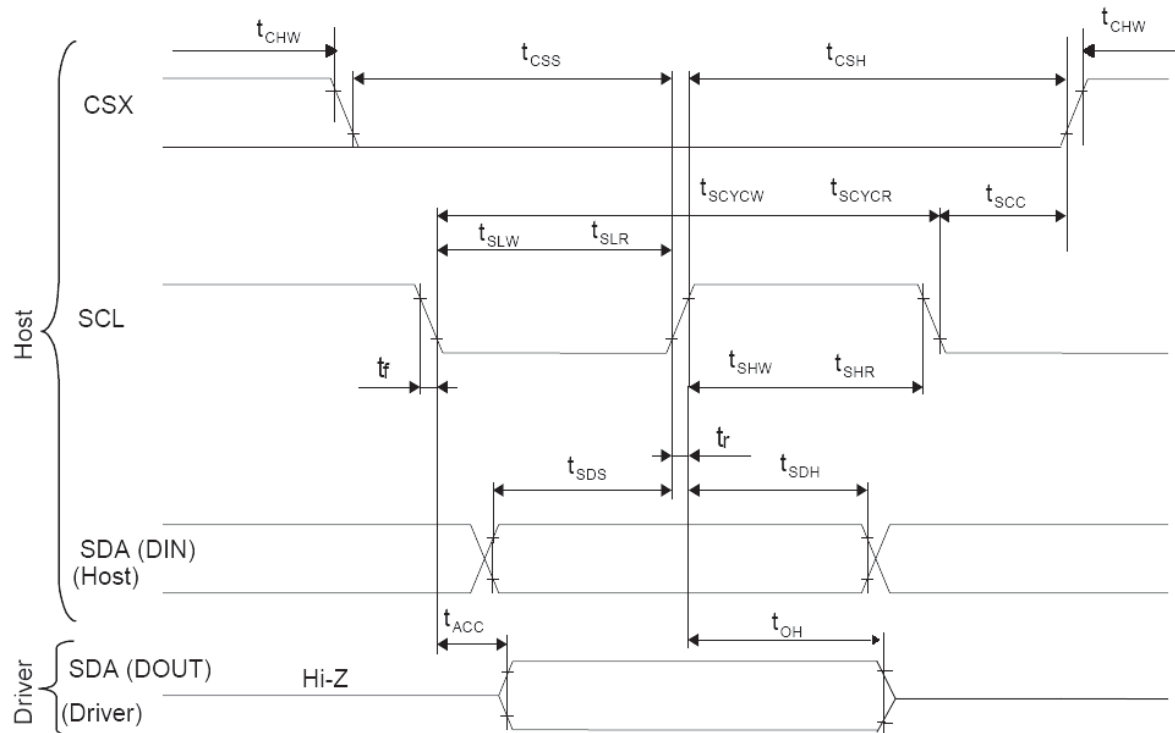 tCHW
tCHW
tCSS
tCSH
CSX
tSCYCW
tSCYCR
tSCC
tSLW
tSLR
Host
SCL
tf
tSHW
tSHR
tr
tSDS
tSDH
SDA (DIN)
(Host)
tACC
tOH
Driver
SDA (DOUT)
Hi-Z
(Driver)